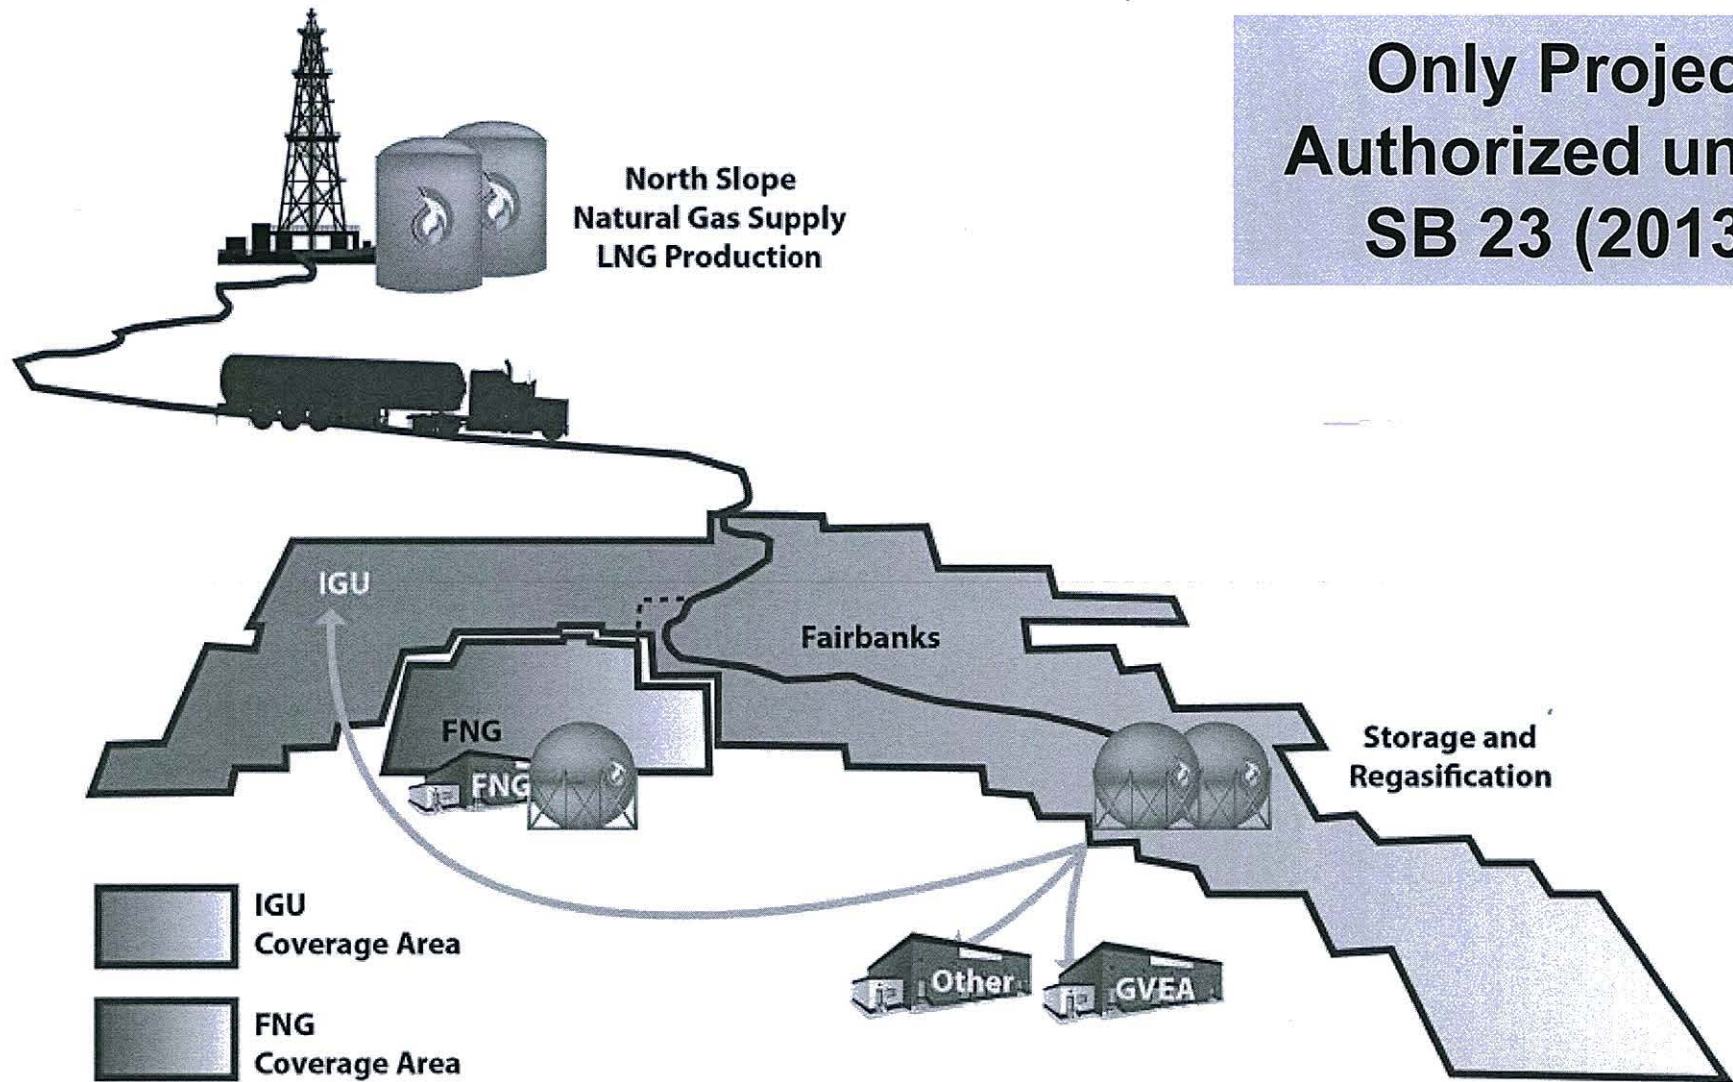 Only Projec
Authorized un
SB 23 (2013
North Slope
Natural Gas Supply
LNG Production
IGU
Fairbanks
FNG
FNG
Storage and
Regasification
IGU
Coverage Area
Other
GVEA
FNG
Coverage Area